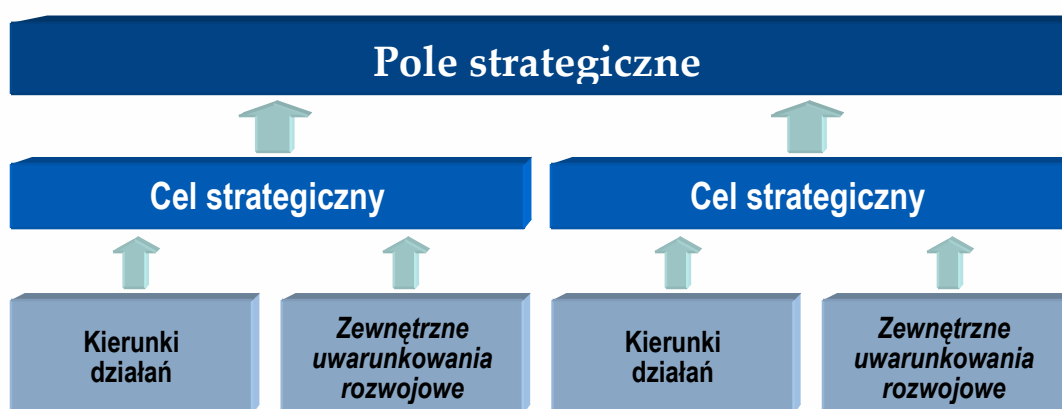 Pole strategiczne
Cel strategiczny
Cel strategiczny
Kierunki
działań
Zewnętrzne
uwarunkowania
rozwojowe
Kierunki
działań
Zewnętrzne
uwarunkowania
rozwojowe